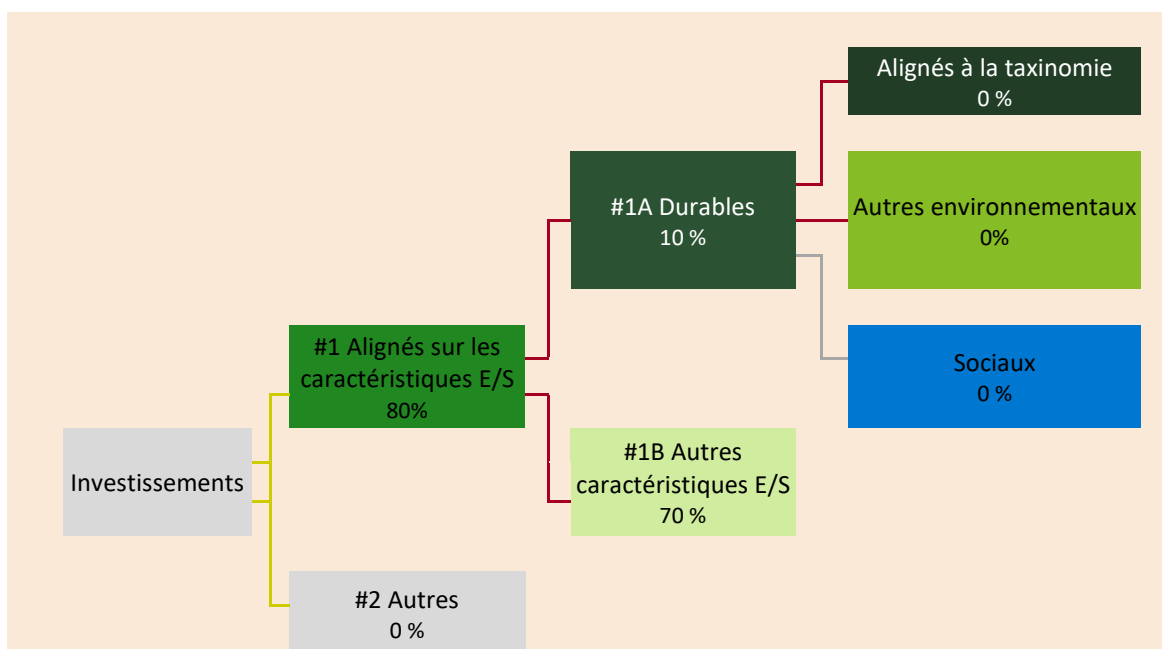 Alignés à la taxinomie
0 %
#1A Durables
10 %
Autres environnementaux
0%
#1 Alignés sur les
caractéristiques E/S
80%
Sociaux
0 %
Investissements
#1B Autres
caractéristiques E/S
70 %
#2 Autres
0 %